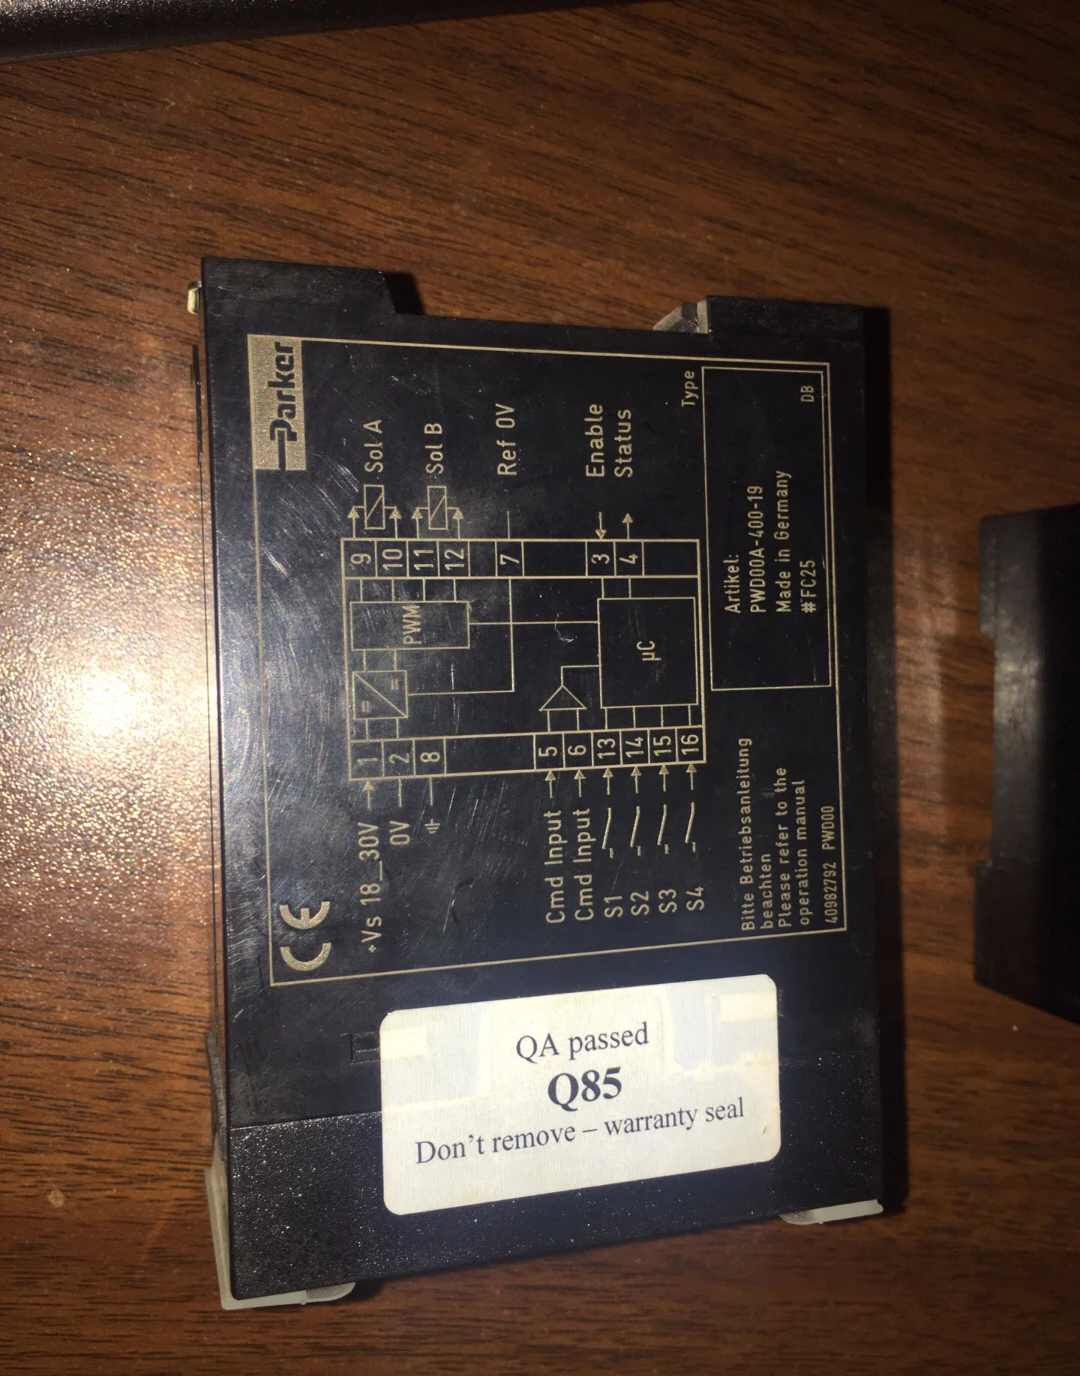 Parker
CE
+Vs 18_30V
0V
Cmd Input
Cmd Input
S1
S2
S3
S4
1
2
8
5
6
13
14
15
16
PWM
µC
9
10
11
12
7
3
4
Sol A
Sol B
Ref 0V
Enable
Status
Type
Bitte Betriebsanleitung
beachten
Please refer to the
operation manual
40982792 PWD00
Artikel:
PWD00A-400-19
Made in Germany
#FC25
DB
QA passed
Q85
Don't remove – warranty seal